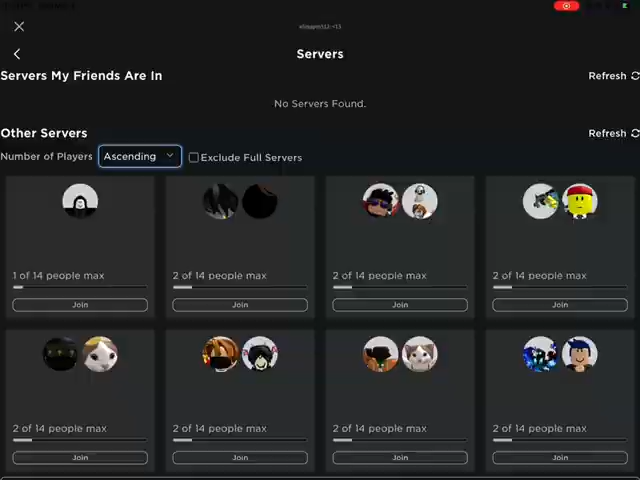 Servers
Servers My Friends Are In
Refresh
No Servers Found.
Other Servers
Refresh
Number of Players
Ascending
Exclude Full Servers
1 of 14 people max
2 of 14 people max
2 of 14 people max
2 of 14 people max
Join
Join
Join
Join
2 of 14 people max
2 of 14 people max
2 of 14 people max
2 of 14 people max
Join
Join
Join
Join